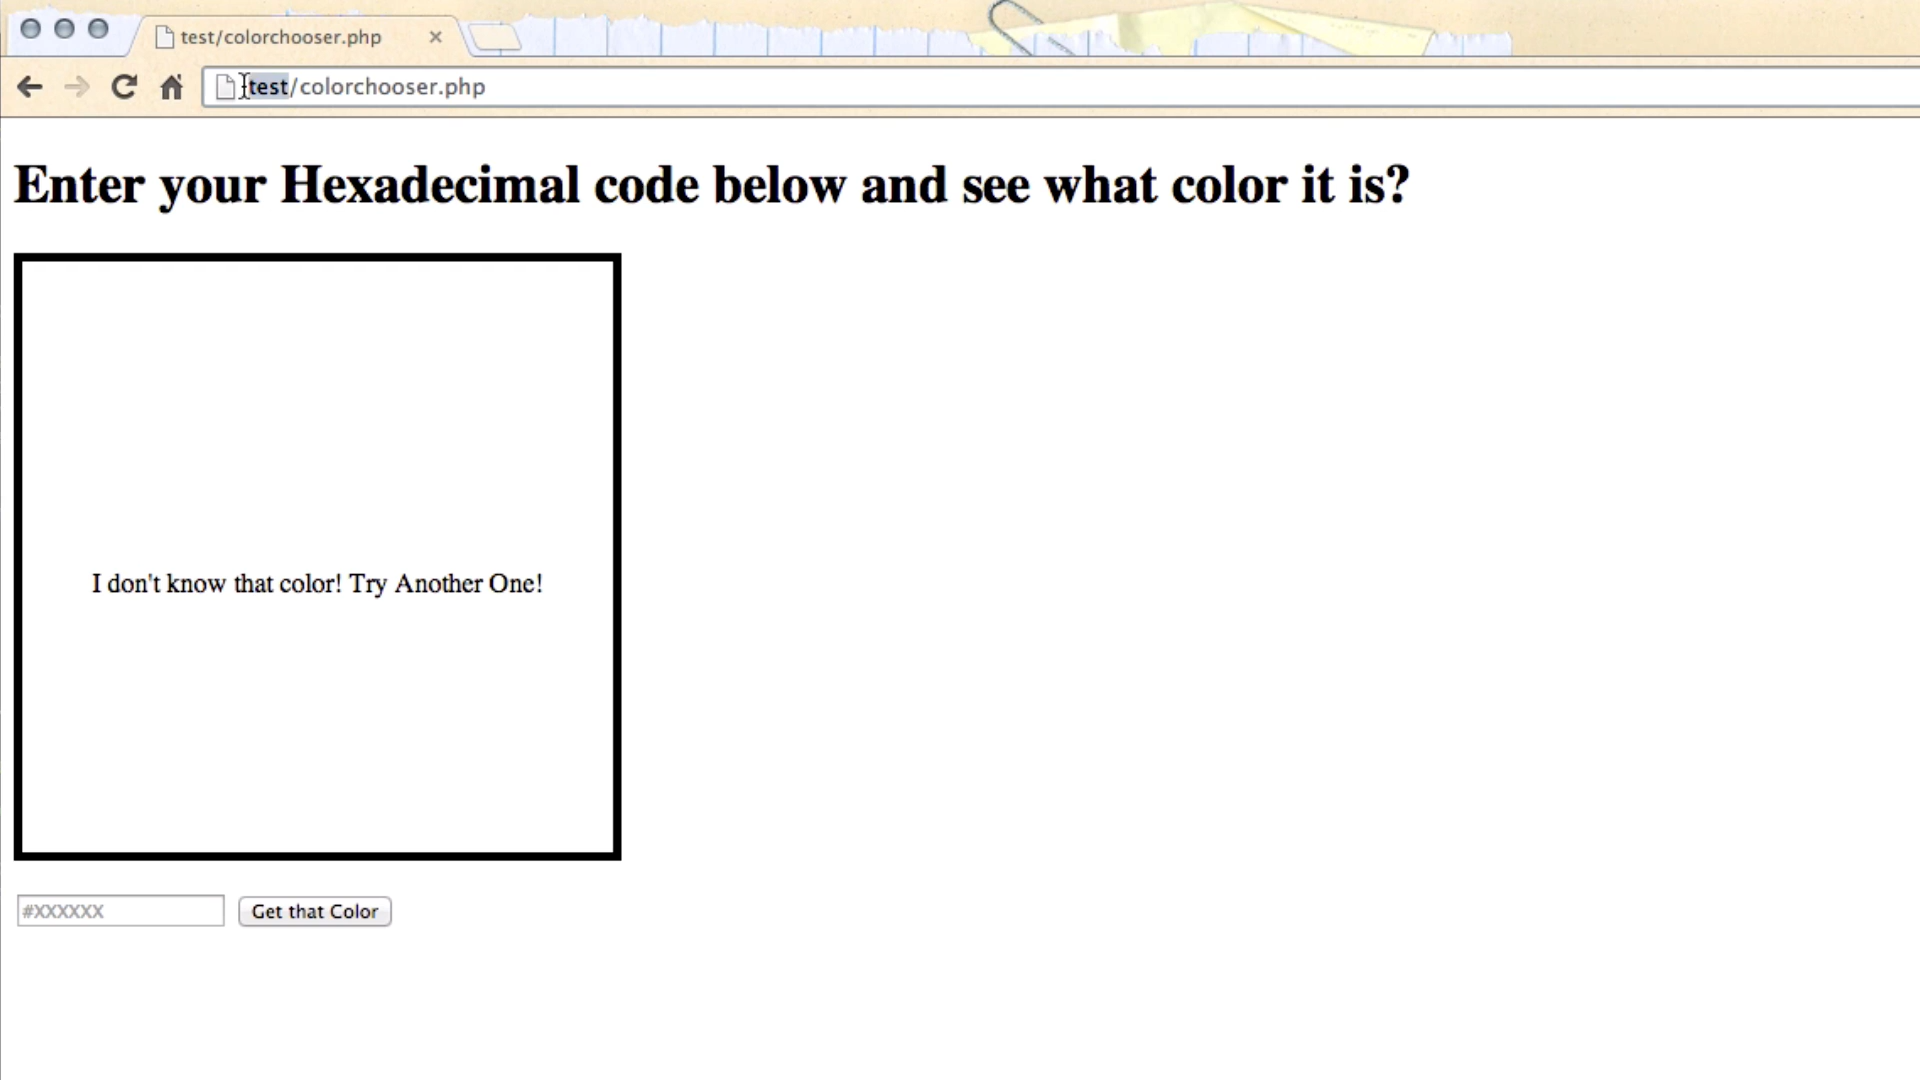 test/colorchooser.php
test/colorchooser.php
Enter your Hexadecimal code below and see what color it is?
I don't know that color! Try Another One!
#XXXXXX
Get that Color